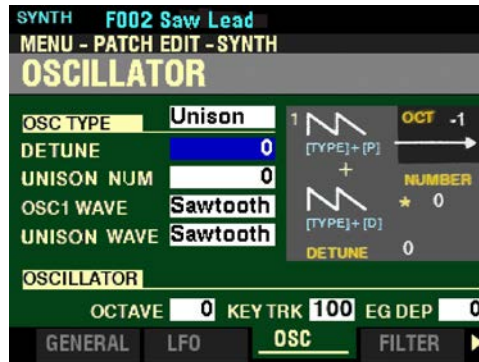 SYNTH F002 Saw Lead
MENU - PATCH EDIT - SYNTH
OSCILLATOR
OSC TYPE Unison
DETUNE 0
UNISON NUM 0
OSC1 WAVE Sawtooth
UNISON WAVE Sawtooth
1 OCT -1
[TYPE]+[P]
+
NUMBER
* 0
[TYPE]+[D]
DETUNE 0
OSCILLATOR
OCTAVE 0 KEY TRK 100 EG DEP 0
GENERAL LFO OSC FILTER